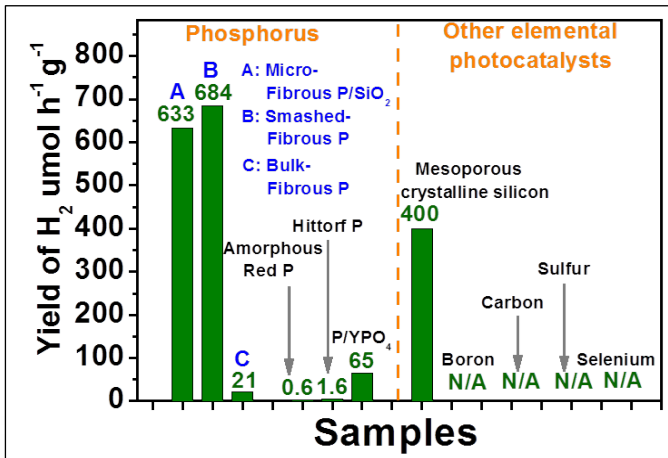 Phosphorus
Other elemental
photocatalysts
A: Micro-
Fibrous P/SiO₂
B: Smashed-
Fibrous P
C: Bulk-
Fibrous P
A
633
B
684
C
21
Amorphous
Red P
0.6
Hittorf P
1.6
P/YPO₄
65
Mesoporous
crystalline silicon
400
Boron
N/A
Carbon
N/A
Sulfur
N/A
Selenium
N/A
800
700
600
500
400
300
200
100
0
Yield of H₂ umol h⁻¹ g⁻¹
Samples